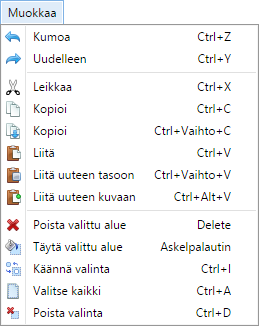 Muokkaa
Kumoa Ctrl+Z
Uudelleen Ctrl+Y
Leikkaa Ctrl+X
Kopioi Ctrl+C
Kopioi Ctrl+Vaihto+C
Liitä Ctrl+V
Liitä uuteen tasoon Ctrl+Vaihto+V
Liitä uuteen kuvaan Ctrl+Alt+V
Poista valittu alue Delete
Täytä valittu alue Askelpalautin
Käännä valinta Ctrl+I
Valitse kaikki Ctrl+A
Poista valinta Ctrl+D